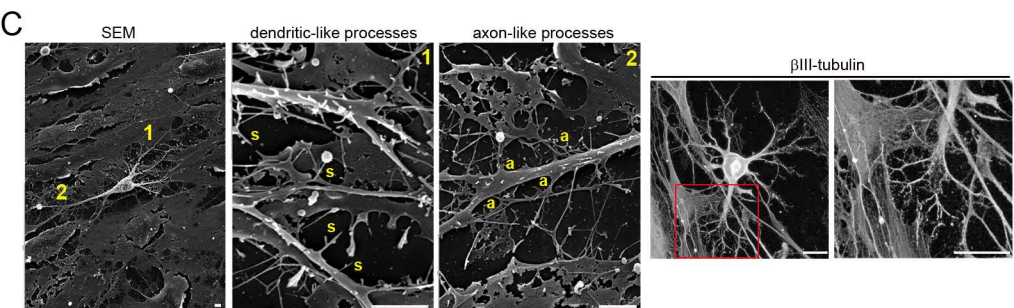 C
SEM
dendritic-like processes
axon-like processes
βIII-tubulin
1
2
1
s
s
s
s
2
a
a
a
a